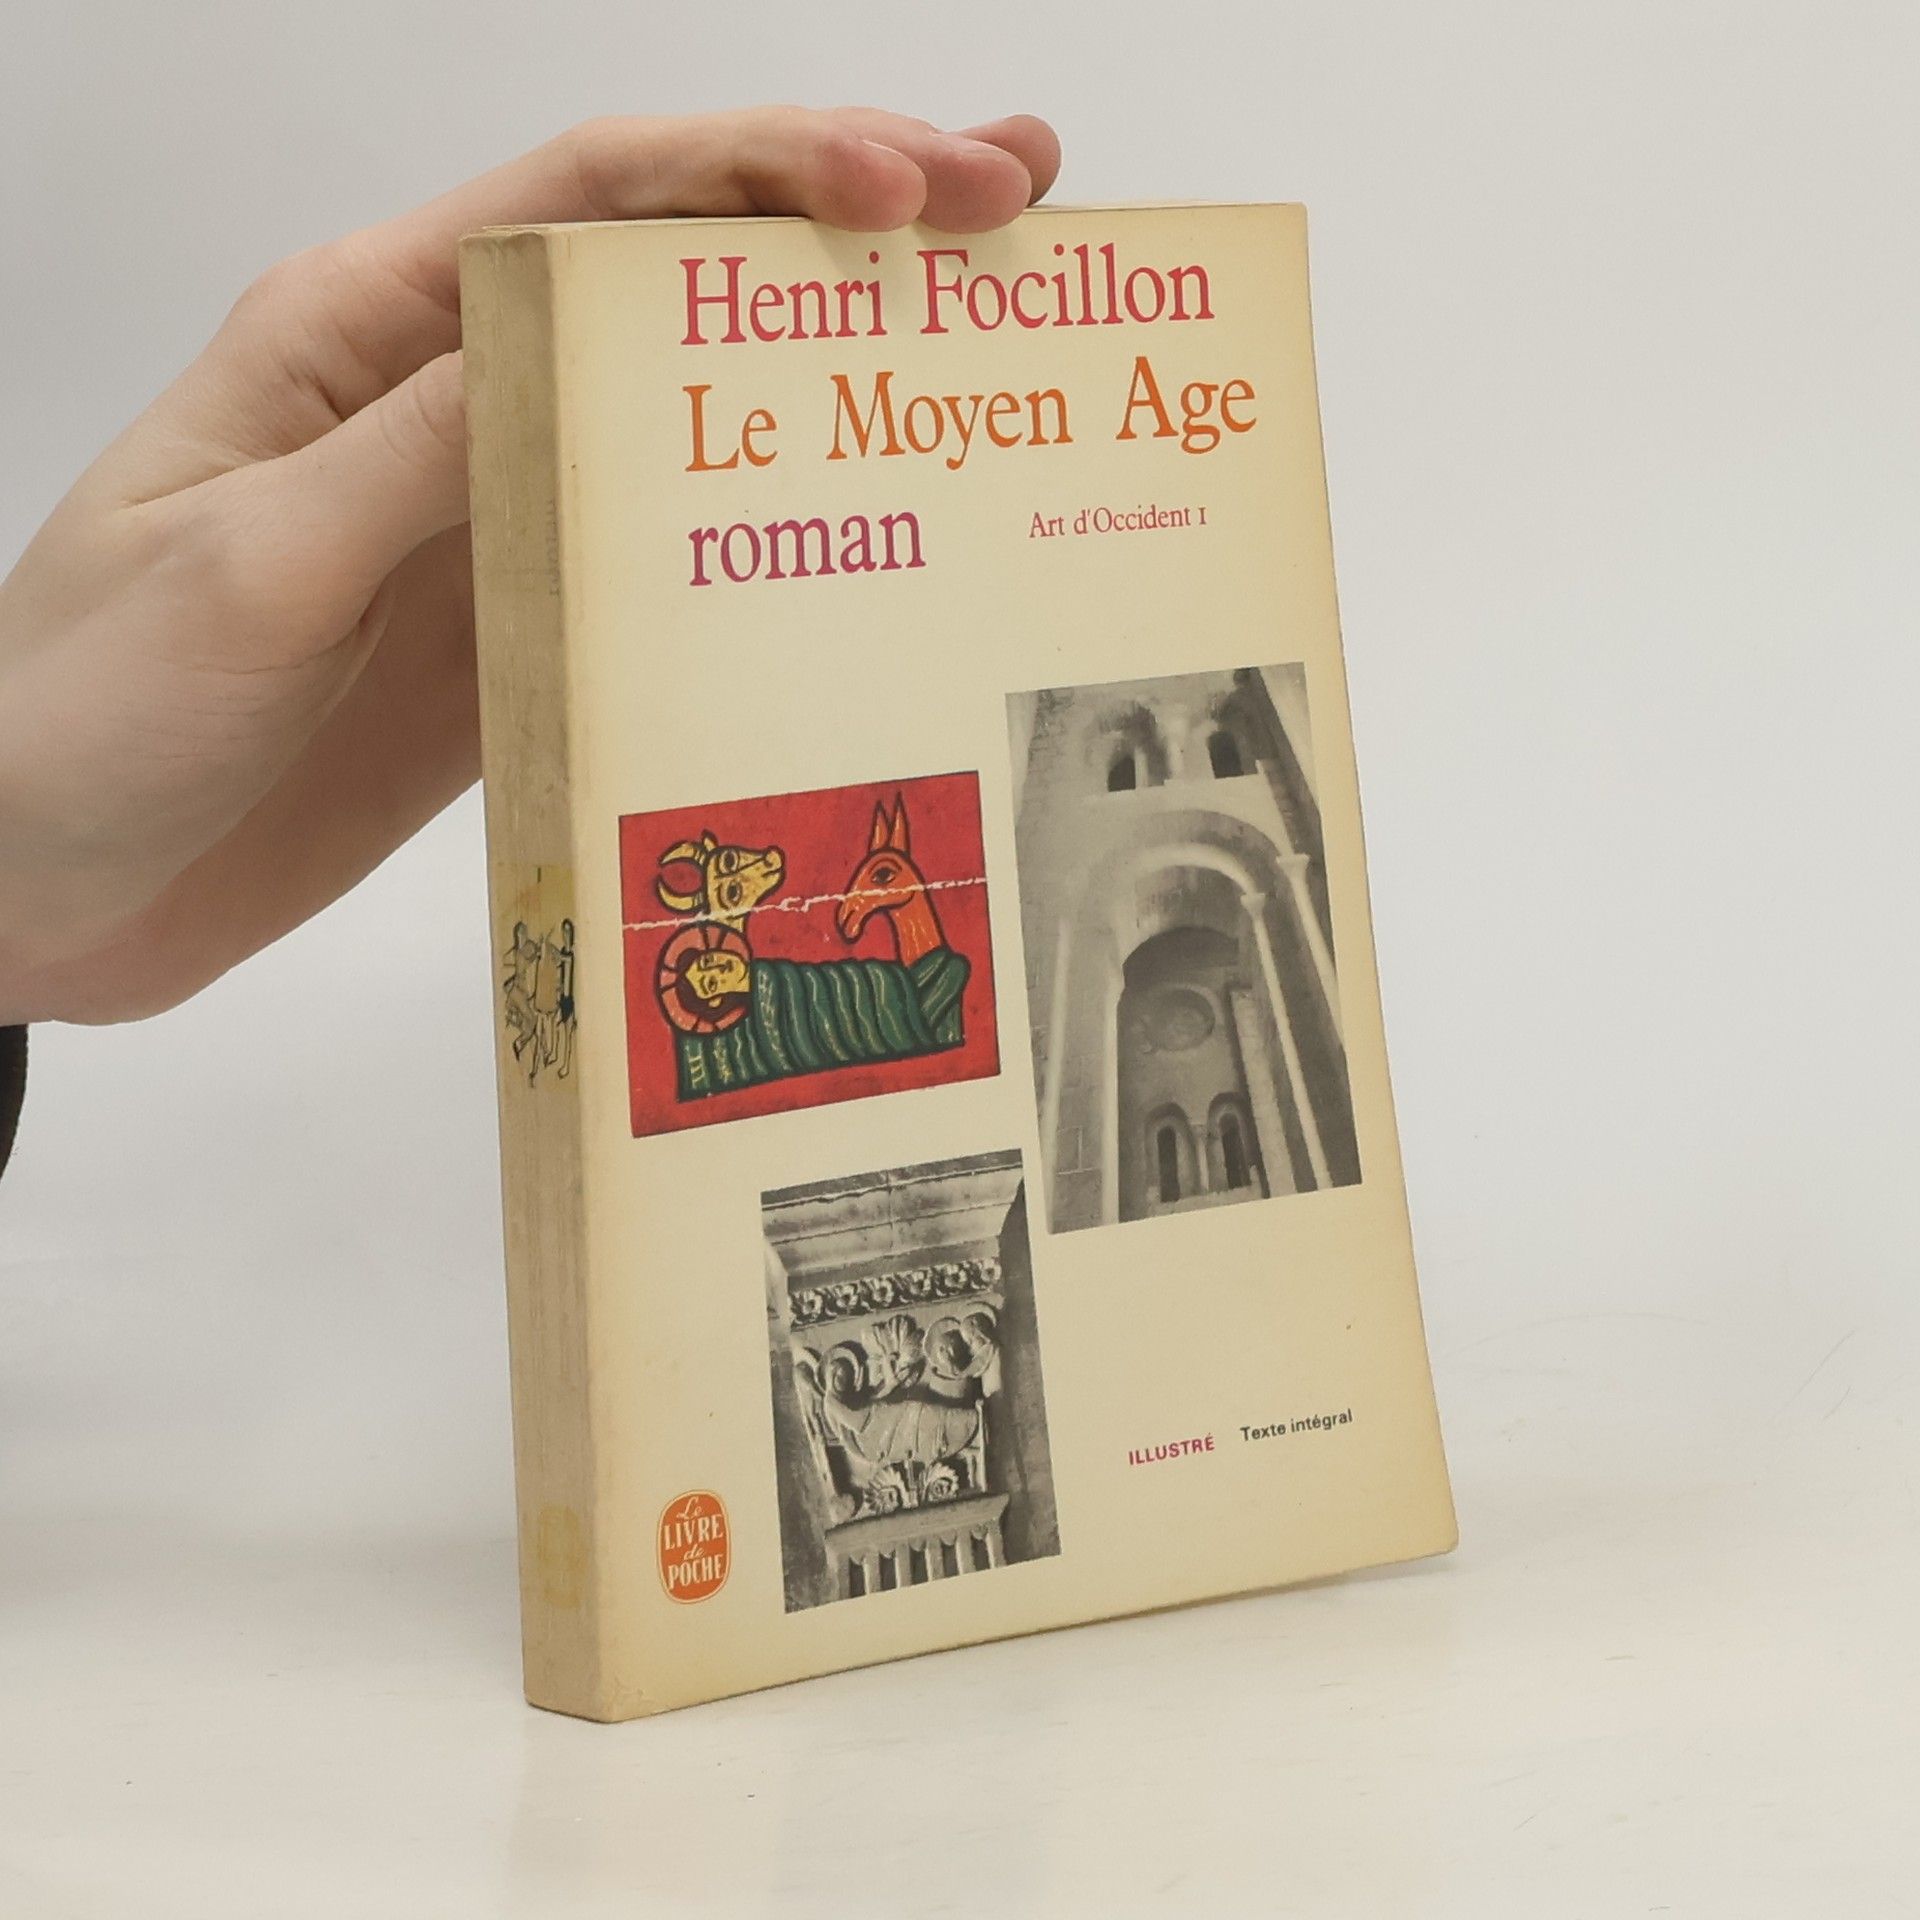 Henri Focillon
Le Moyen Age
roman
Art d'Occident I
ILLUSTRÉ Texte intégral
Le
LIVRE
de
POCHE